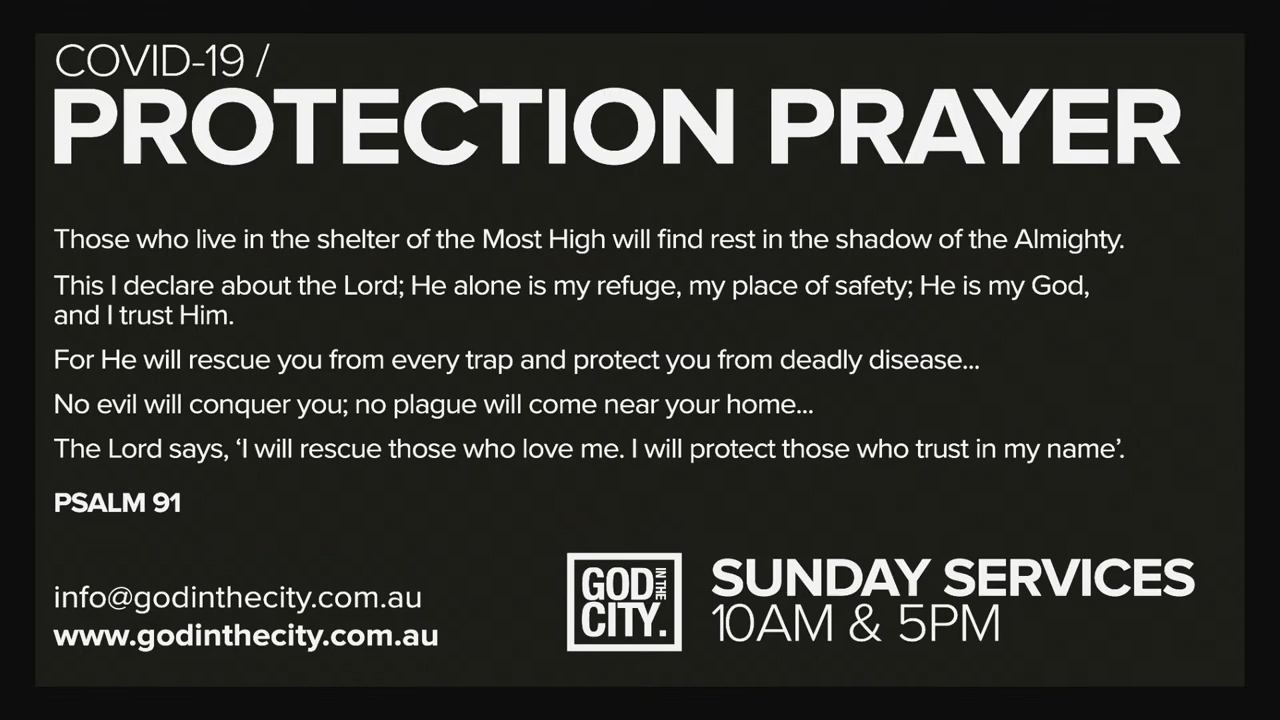 COVID-19 /
PROTECTION PRAYER
Those who live in the shelter of the Most High will find rest in the shadow of the Almighty.
This I declare about the Lord; He alone is my refuge, my place of safety; He is my God,
and I trust Him.
For He will rescue you from every trap and protect you from deadly disease...
No evil will conquer you; no plague will come near your home...
The Lord says, ‘I will rescue those who love me. I will protect those who trust in my name’.
PSALM 91
info@godinthecity.com.au
www.godinthecity.com.au
GOD IN THE
CITY.
SUNDAY SERVICES
10AM & 5PM